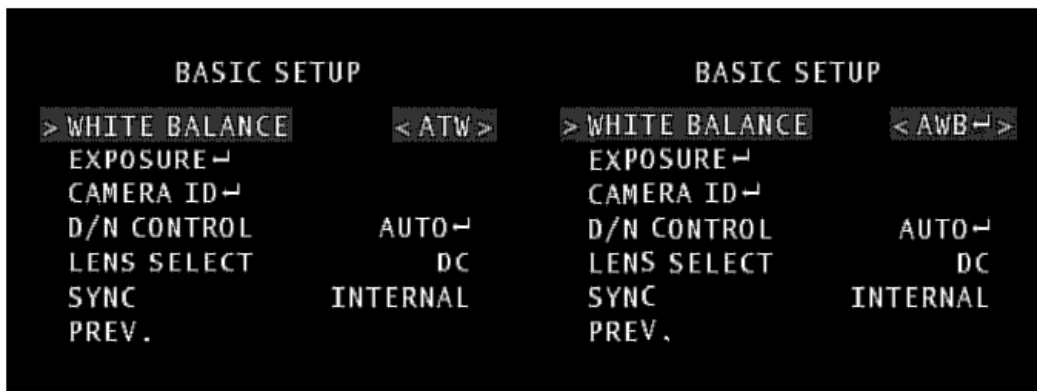 BASIC SETUP
> WHITE BALANCE <ATW>
EXPOSURE↵
CAMERA ID↵
D/N CONTROL AUTO↵
LENS SELECT DC
SYNC INTERNAL
PREV.
BASIC SETUP
> WHITE BALANCE <AWB↵>
EXPOSURE↵
CAMERA ID↵
D/N CONTROL AUTO↵
LENS SELECT DC
SYNC INTERNAL
PREV.